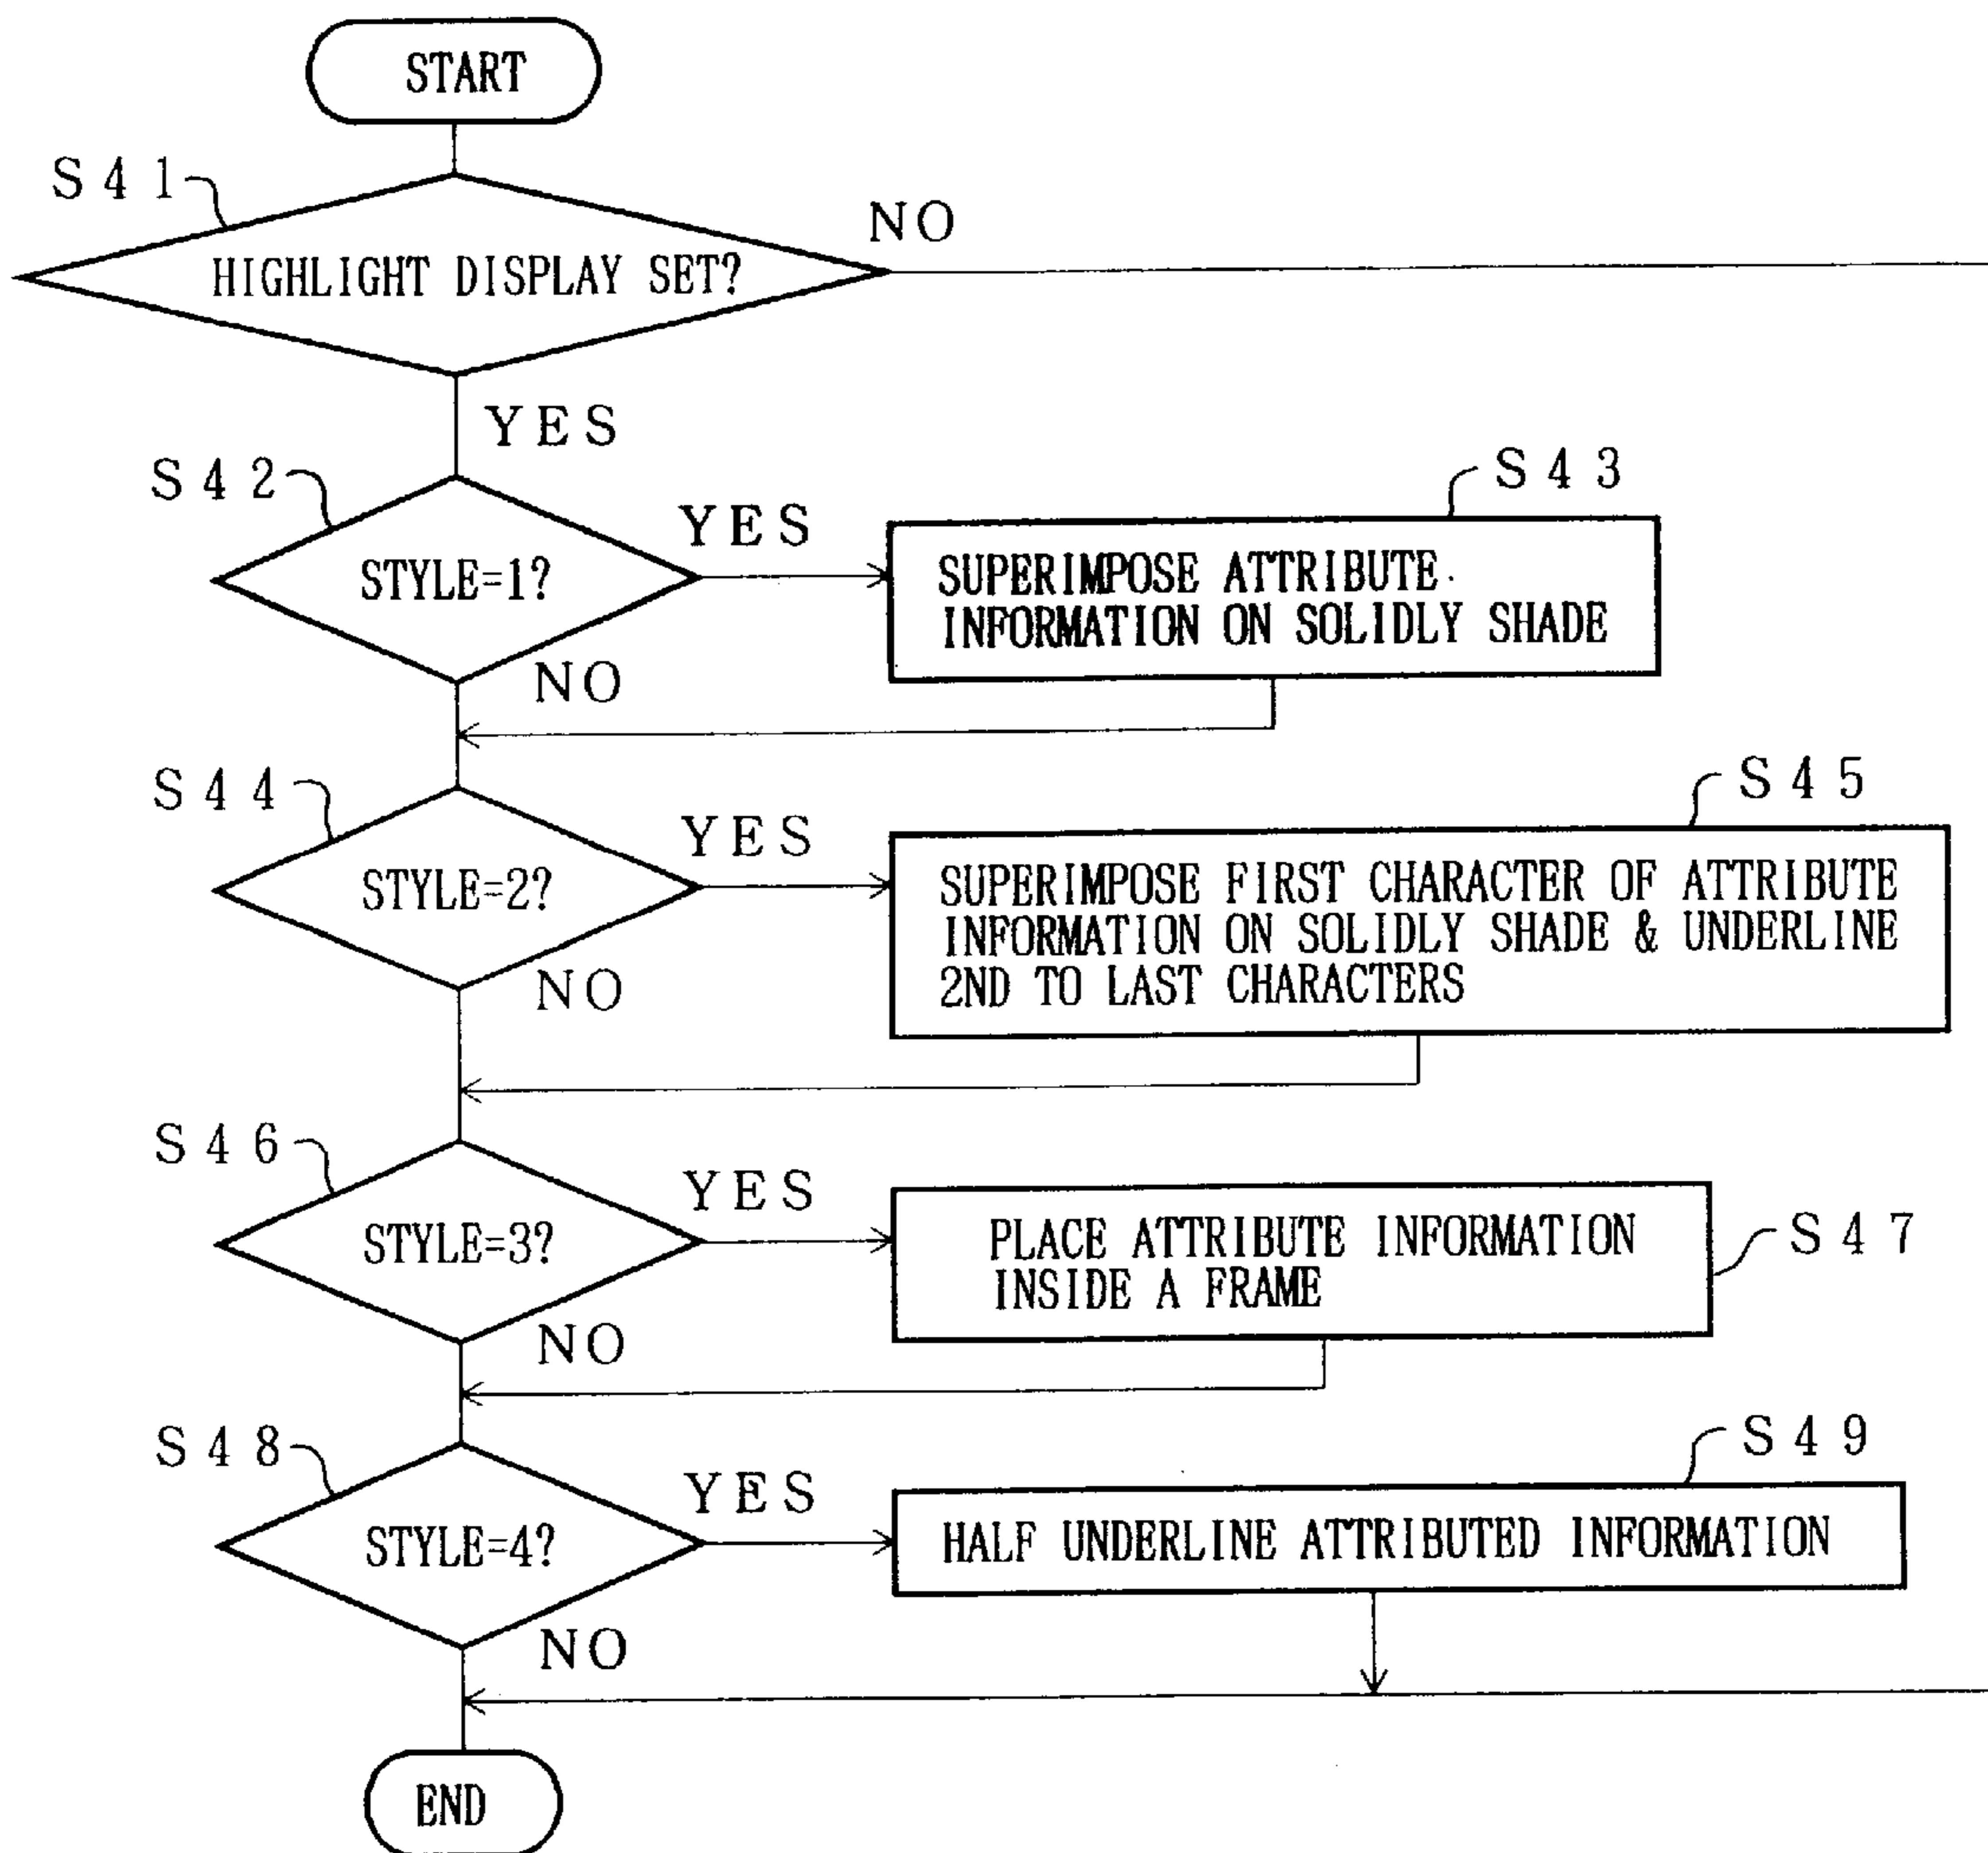 START
S41
NO
HIGHLIGHT DISPLAY SET?
YES
S42
YES
S43
STYLE=1?
SUPERIMPOSE ATTRIBUTE
INFORMATION ON SOLIDLY SHADE
NO
S44
YES
S45
STYLE=2?
SUPERIMPOSE FIRST CHARACTER OF ATTRIBUTE
INFORMATION ON SOLIDLY SHADE & UNDERLINE
2ND TO LAST CHARACTERS
NO
S46
YES
S47
STYLE=3?
PLACE ATTRIBUTE INFORMATION
INSIDE A FRAME
NO
S48
YES
S49
STYLE=4?
HALF UNDERLINE ATTRIBUTED INFORMATION
NO
END